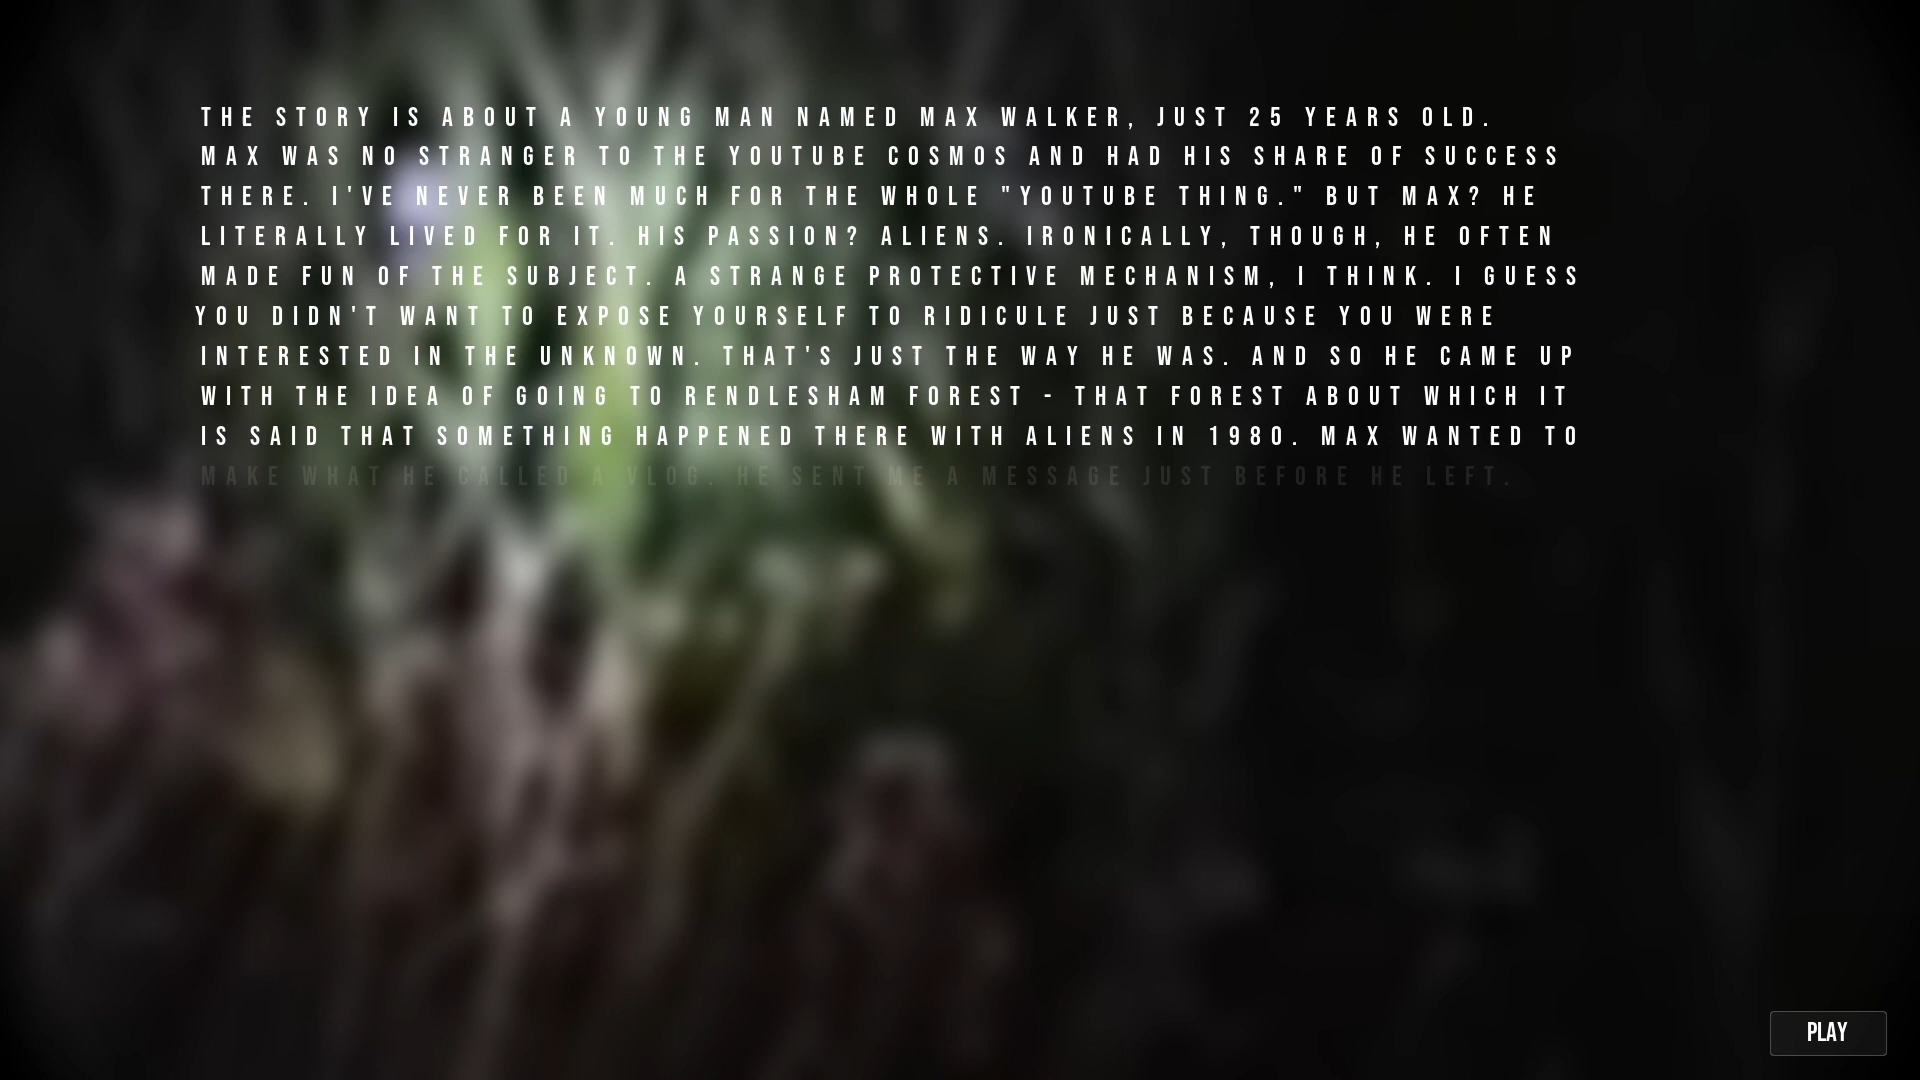 THE STORY IS ABOUT A YOUNG MAN NAMED MAX WALKER, JUST 25 YEARS OLD.
MAX WAS NO STRANGER TO THE YOUTUBE COSMOS AND HAD HIS SHARE OF SUCCESS
THERE. I'VE NEVER BEEN MUCH FOR THE WHOLE "YOUTUBE THING." BUT MAX? HE
LITERALLY LIVED FOR IT. HIS PASSION? ALIENS. IRONICALLY, THOUGH, HE OFTEN
MADE FUN OF THE SUBJECT. A STRANGE PROTECTIVE MECHANISM, I THINK. I GUESS
YOU DIDN'T WANT TO EXPOSE YOURSELF TO RIDICULE JUST BECAUSE YOU WERE
INTERESTED IN THE UNKNOWN. THAT'S JUST THE WAY HE WAS. AND SO HE CAME UP
WITH THE IDEA OF GOING TO RENDLESHAM FOREST - THAT FOREST ABOUT WHICH IT
IS SAID THAT SOMETHING HAPPENED THERE WITH ALIENS IN 1980. MAX WANTED TO
MAKE WHAT HE CALLED A VLOG. HE SENT ME A MESSAGE JUST BEFORE HE LEFT.
PLAY